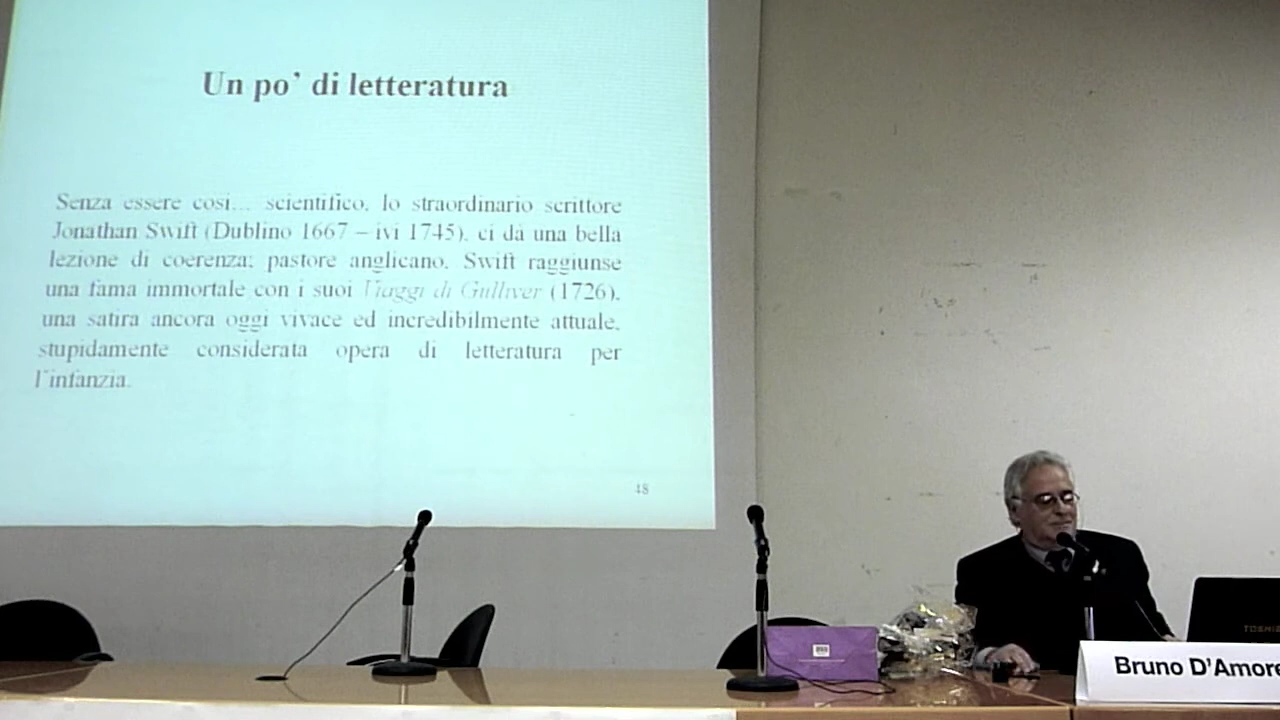 Un po' di letteratura
Senza essere così... scientifico, lo straordinario scrittore
Jonathan Swift (Dublino 1667 – ivi 1745), ci dà una bella
lezione di coerenza; pastore anglicano, Swift raggiunse
una fama immortale con i suoi Viaggi di Gulliver (1726),
una satira ancora oggi vivace ed incredibilmente attuale,
stupidamente considerata opera di letteratura per
l'infanzia.
48
Bruno D'Amore